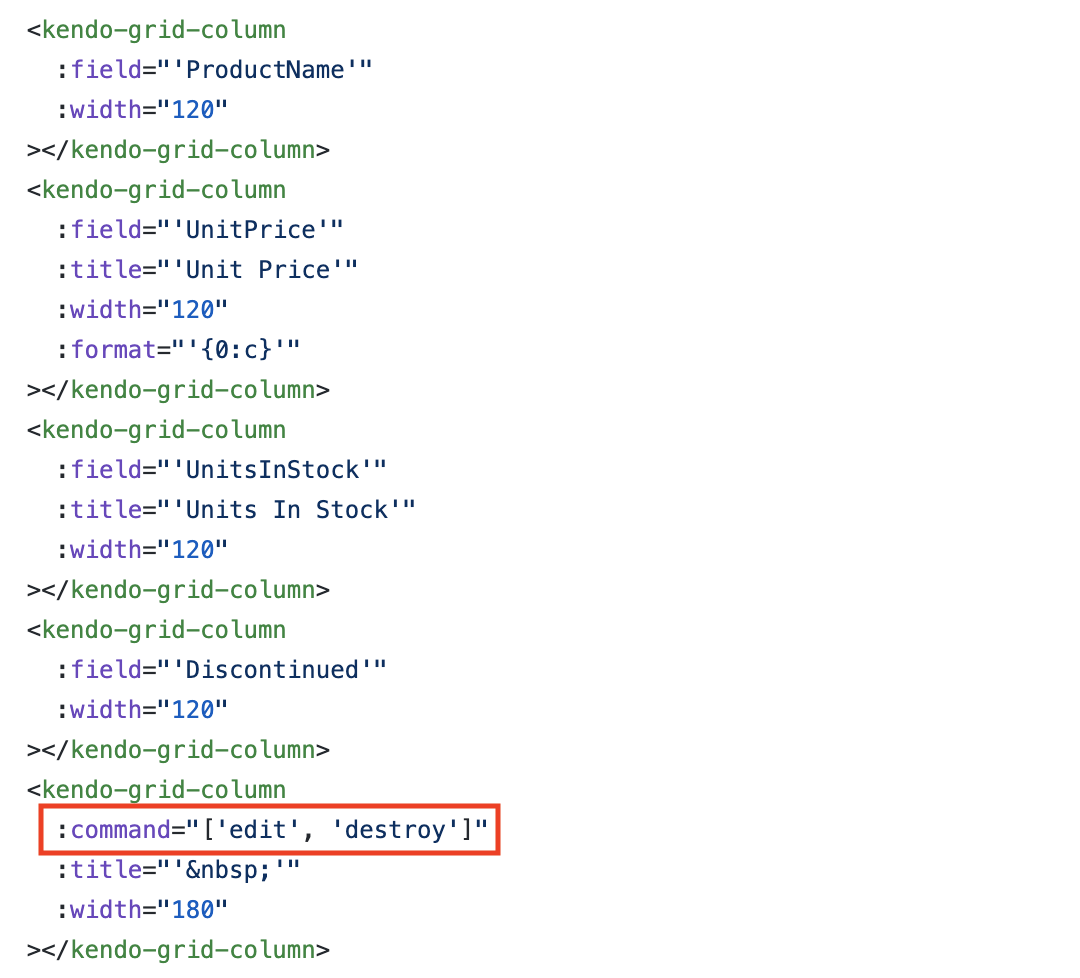 <kendo-grid-column
  :field="'ProductName'"
  :width="120"
></kendo-grid-column>
<kendo-grid-column
  :field="'UnitPrice'"
  :title="'Unit Price'"
  :width="120"
  :format="'{0:c}'"
></kendo-grid-column>
<kendo-grid-column
  :field="'UnitsInStock'"
  :title="'Units In Stock'"
  :width="120"
></kendo-grid-column>
<kendo-grid-column
  :field="'Discontinued'"
  :width="120"
></kendo-grid-column>
<kendo-grid-column
  :command="['edit', 'destroy']"
  :title="'&nbsp;'"
  :width="180"
></kendo-grid-column>